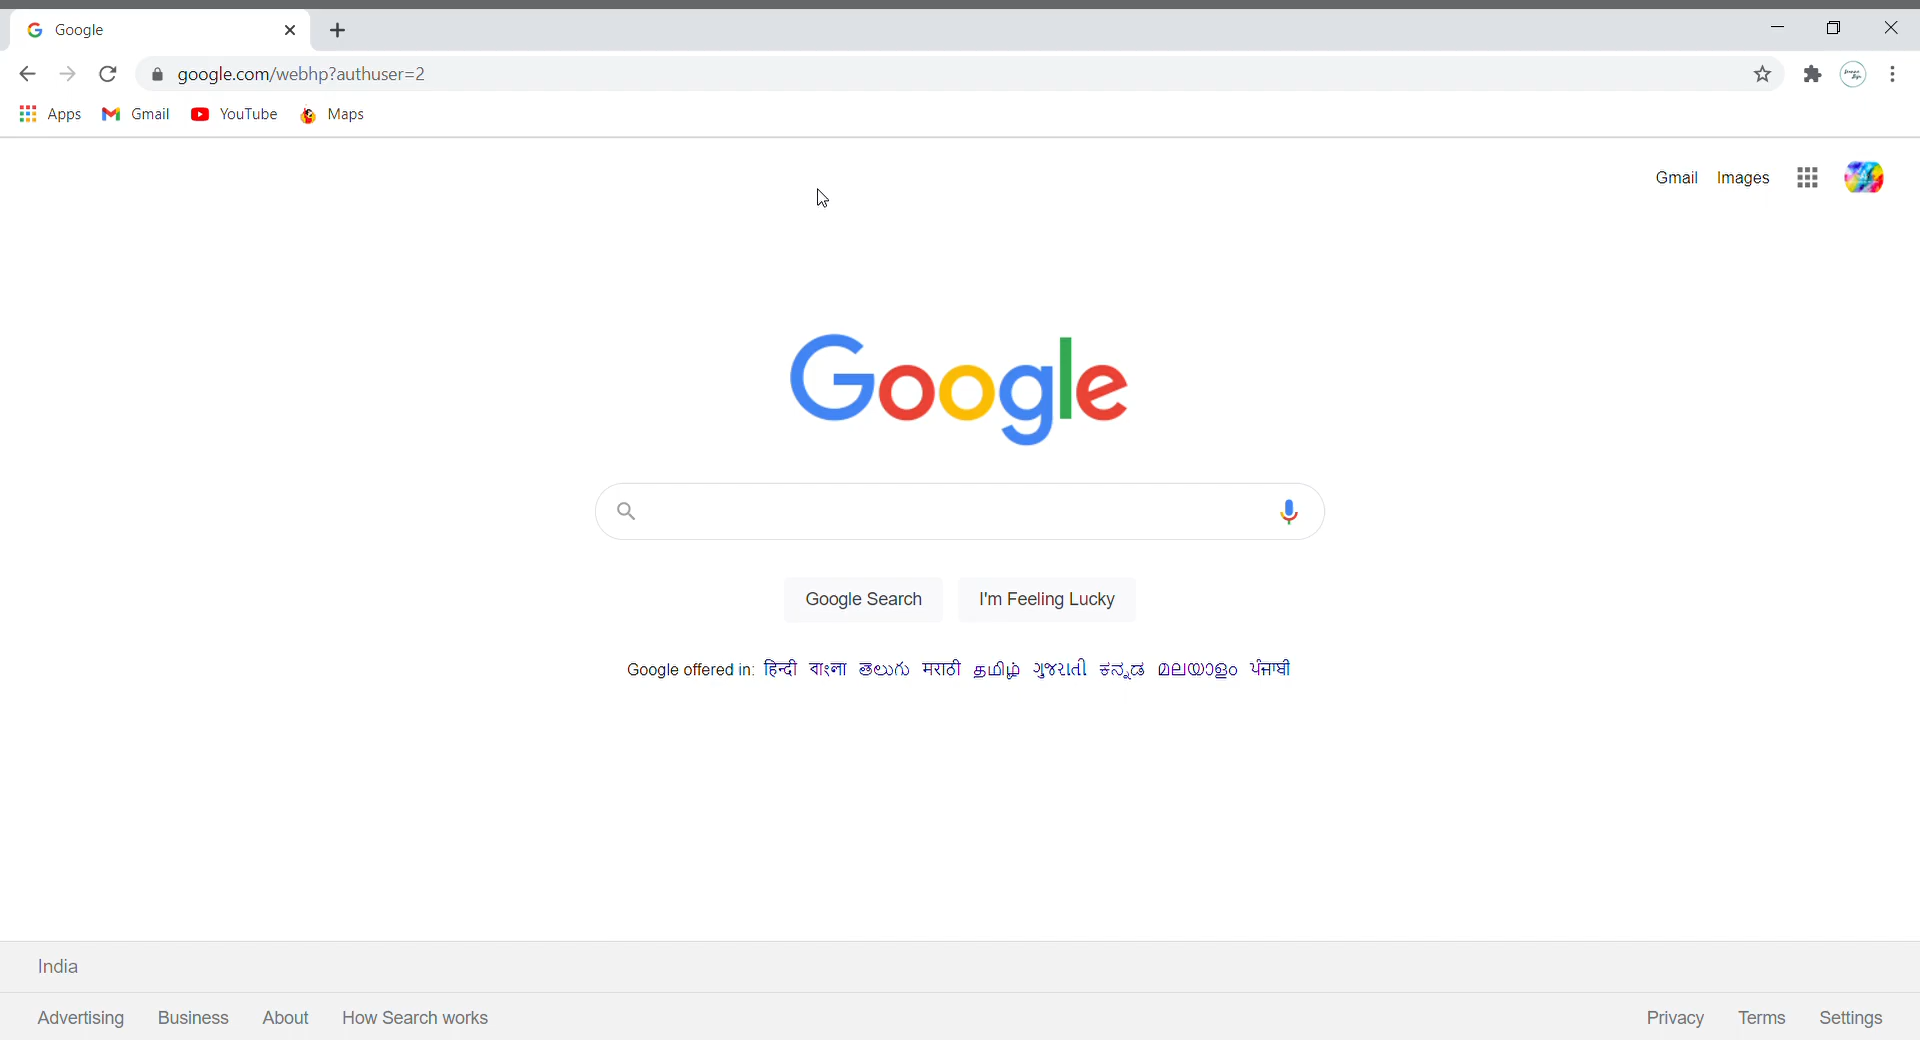 Google
google.com/webhp?authuser=2
Apps Gmail YouTube Maps
Gmail Images
Google
Google Search I'm Feeling Lucky
Google offered in: हिन्दी বাংলা తెలుగు मराठी தமிழ் ગુજરાતી ಕನ್ನಡ മലയാളം ਪੰਜਾਬੀ
India
Advertising Business About How Search works Privacy Terms Settings